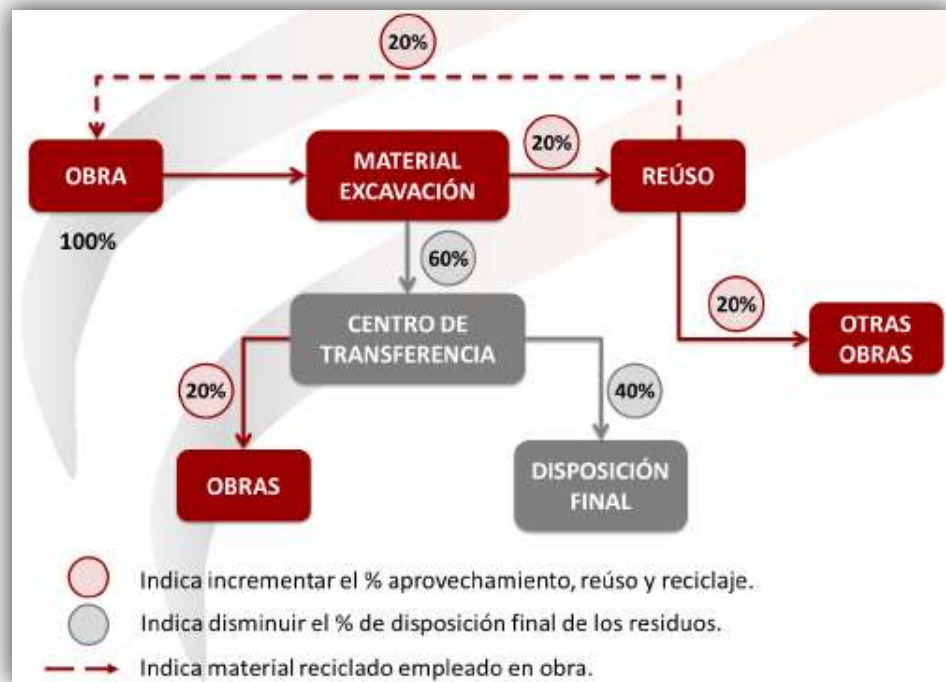 20%
OBRA
MATERIAL
EXCAVACIÓN
20%
REÚSO
100%
60%
CENTRO DE
TRANSFERENCIA
20%
OTRAS
OBRAS
20%
40%
OBRAS
DISPOSICIÓN
FINAL
Indica incrementar el % aprovechamiento, reúso y reciclaje.
Indica disminuir el % de disposición final de los residuos.
Indica material reciclado empleado en obra.